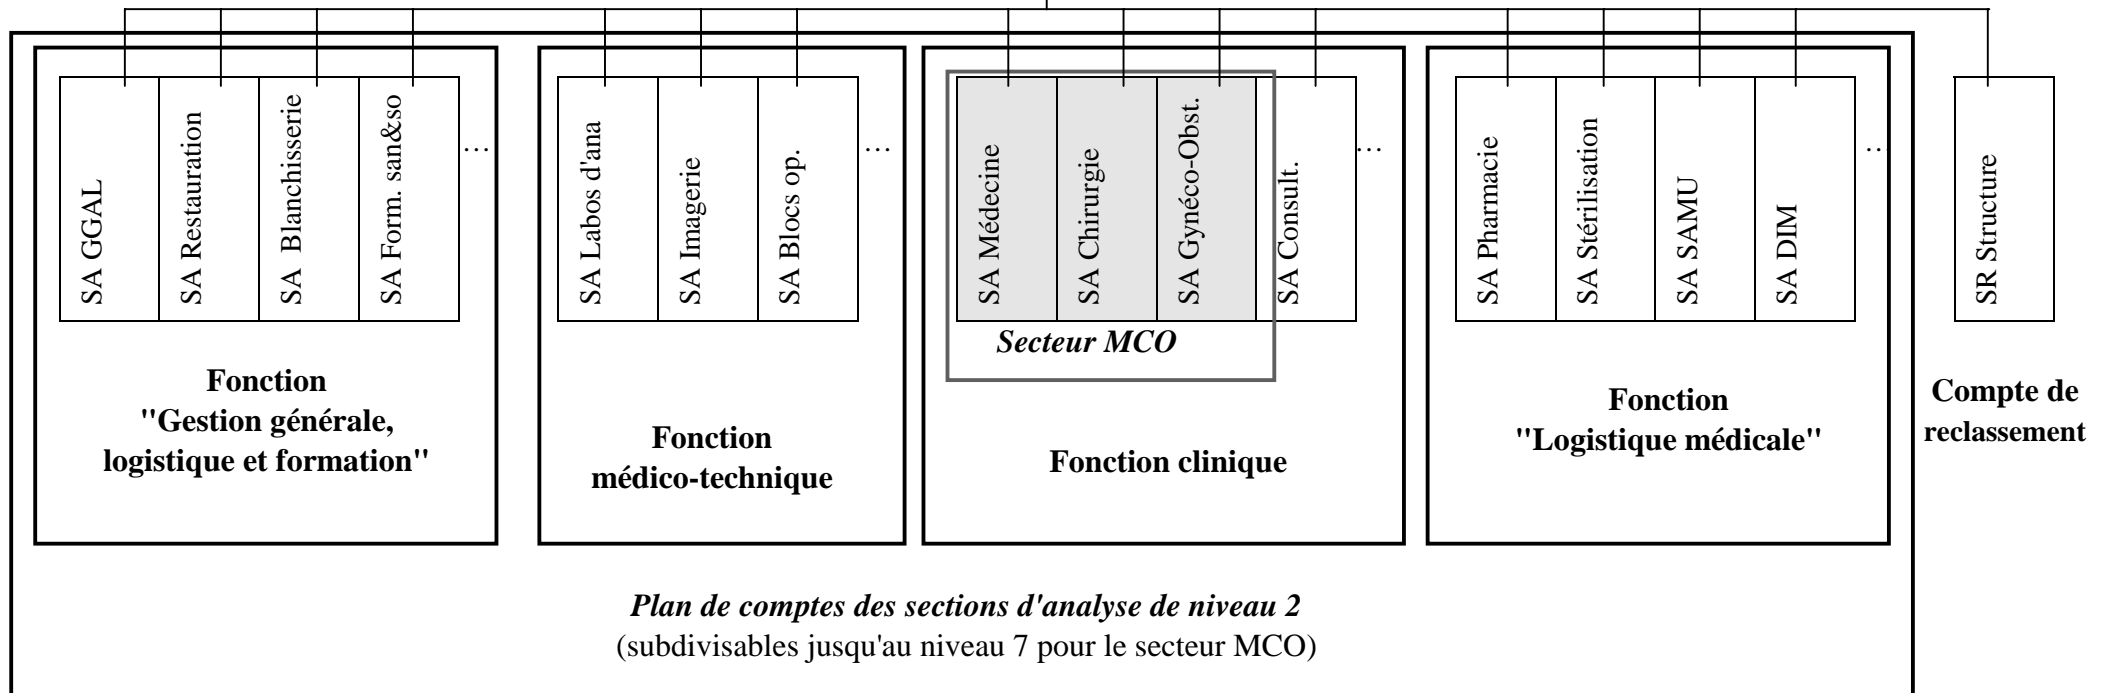 SA GGAL
SA Restauration
SA Blanchisserie
SA Form. san&so
...
SA Labos d'ana
SA Imagerie
SA Blocs op.
...
SA Médecine
SA Chirurgie
SA Gynéco-Obst.
SA Consult.
...
SA Pharmacie
SA Stérilisation
SA SAMU
SA DIM
..
SR Structure
Secteur MCO
Fonction
"Gestion générale,
logistique et formation"
Fonction
médico-technique
Fonction clinique
Fonction
"Logistique médicale"
Compte de
reclassement
Plan de comptes des sections d'analyse de niveau 2
(subdivisables jusqu'au niveau 7 pour le secteur MCO)